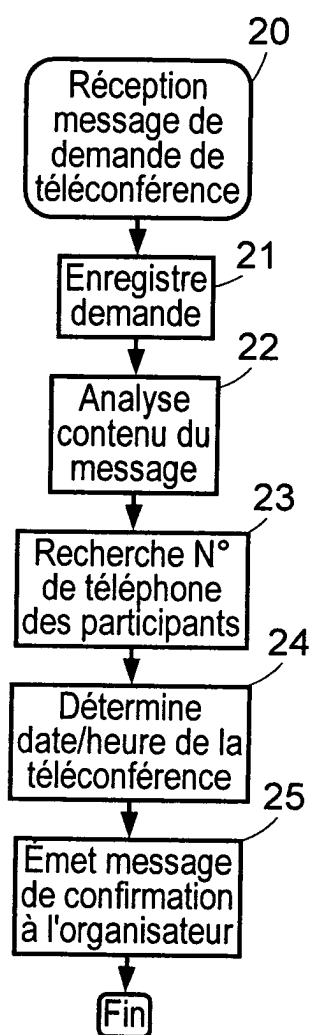 20
Réception
message de
demande de
téléconférence
21
Enregistre
demande
22
Analyse
contenu du
message
23
Recherche N°
de téléphone
des participants
24
Détermine
date/heure de la
téléconférence
25
Émet message
de confirmation
à l'organisateur
Fin